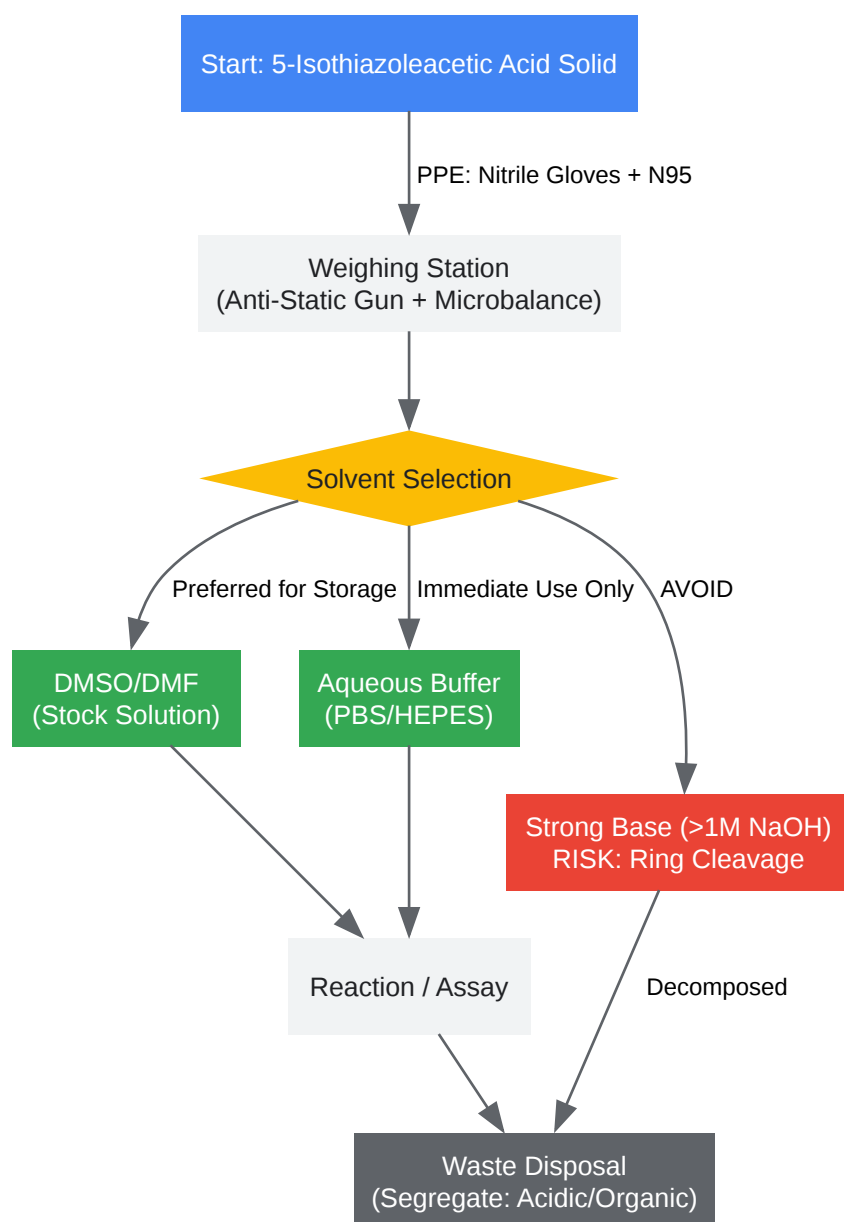 Start: 5-Isothiazoleacetic Acid Solid
PPE: Nitrile Gloves + N95
Weighing Station
(Anti-Static Gun + Microbalance)
Solvent Selection
Preferred for Storage
Immediate Use Only
AVOID
DMSO/DMF
(Stock Solution)
Aqueous Buffer
(PBS/HEPES)
Strong Base (>1M NaOH)
RISK: Ring Cleavage
Reaction / Assay
Decomposed
Waste Disposal
(Segregate: Acidic/Organic)